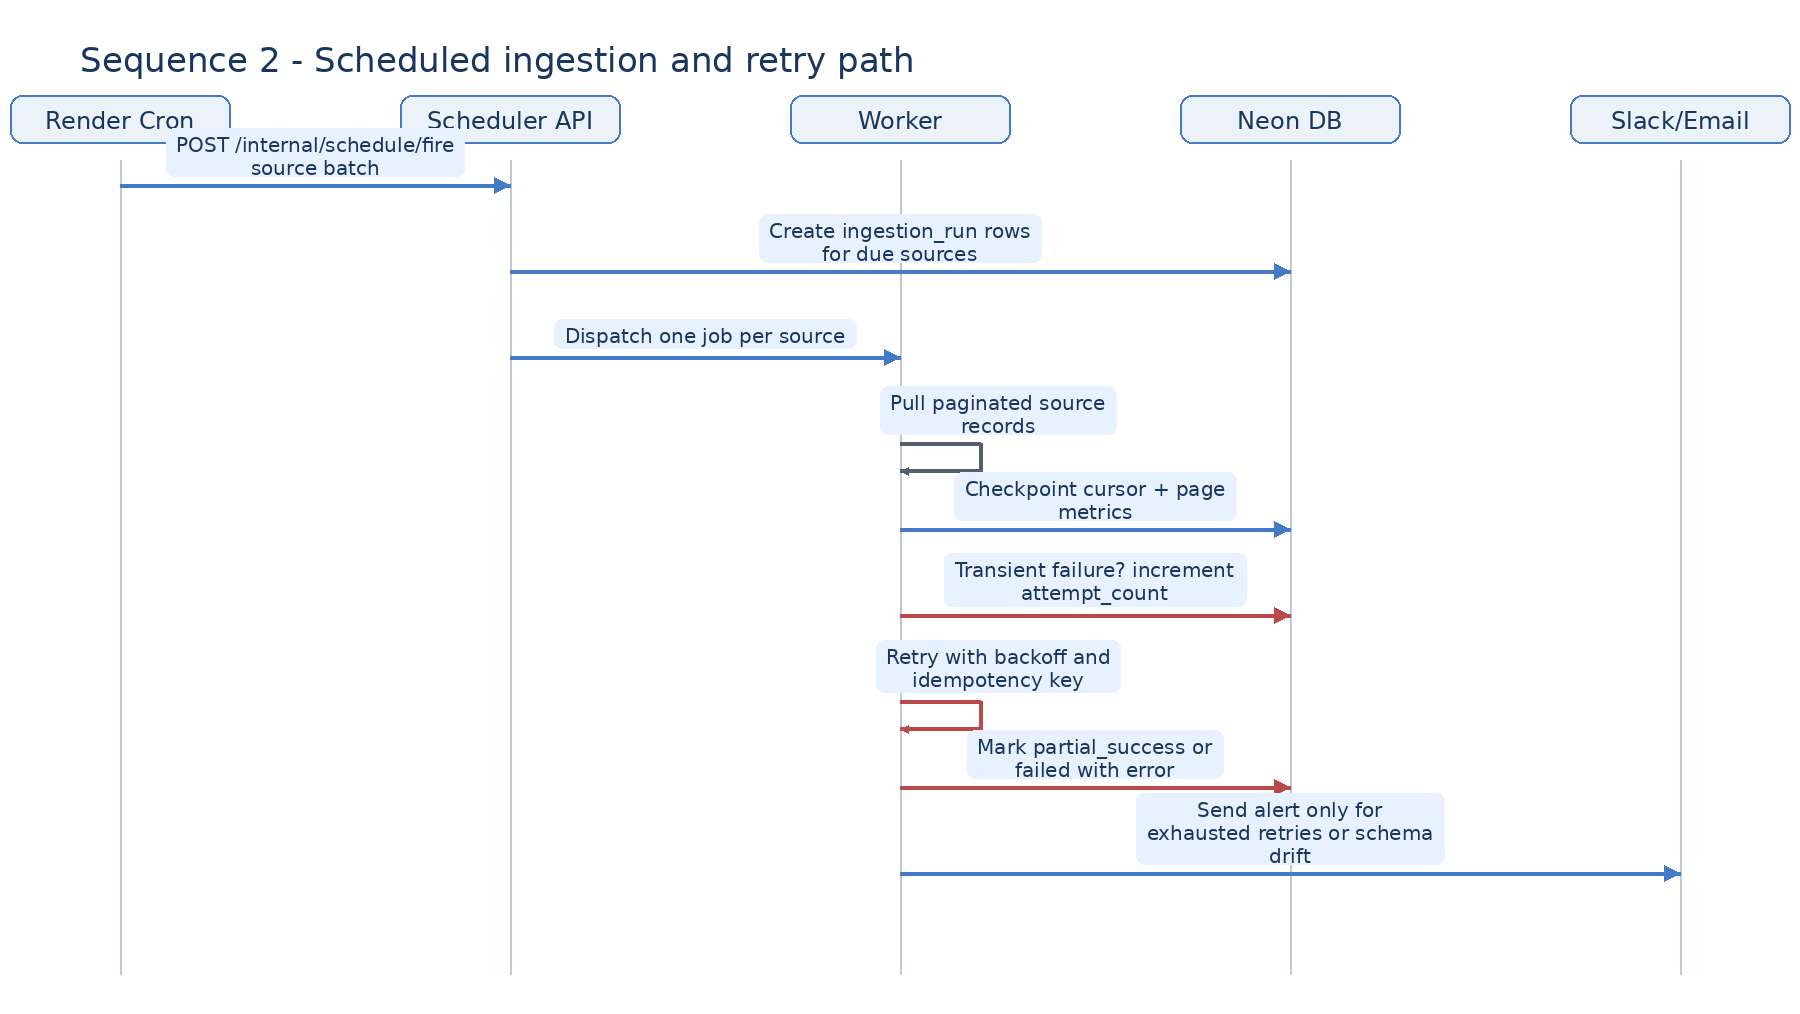 Sequence 2 - Scheduled ingestion and retry path
Render Cron
Scheduler API
Worker
Neon DB
Slack/Email
POST /internal/schedule/fire
source batch
Create ingestion_run rows
for due sources
Dispatch one job per source
Pull paginated source
records
Checkpoint cursor + page
metrics
Transient failure? increment
attempt_count
Retry with backoff and
idempotency key
Mark partial_success or
failed with error
Send alert only for
exhausted retries or schema
drift